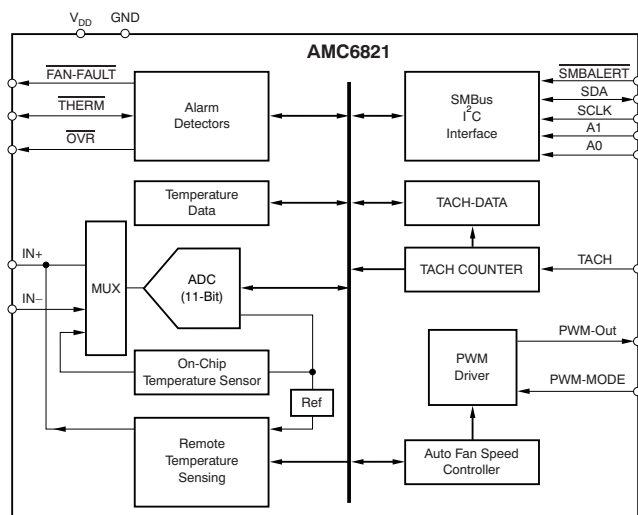 V_DD GND
AMC6821
FAN-FAULT
THERM
OVR
Alarm
Detectors
SMBus
I²C
Interface
SMBALERT
SDA
SCLK
A1
A0
Temperature
Data
TACH-DATA
IN+
IN–
MUX
ADC
(11-Bit)
TACH COUNTER
TACH
On-Chip
Temperature Sensor
Ref
PWM
Driver
PWM-Out
PWM-MODE
Remote
Temperature
Sensing
Auto Fan Speed
Controller